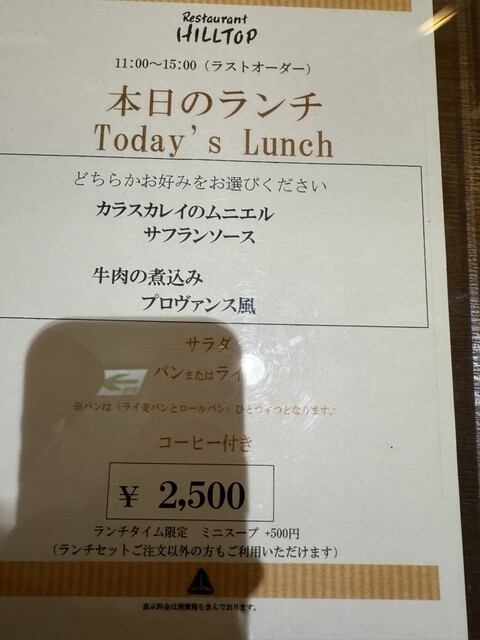 Restaurant
HILLTOP
11:00～15:00（ラストオーダー）
本日のランチ
Today's Lunch
どちらかお好みをお選びください
カラスカレイのムニエル
サフランソース
牛肉の煮込み
プロヴァンス風
サラダ
パンまたはライ
※パンは（ライ麦パンとロールパン）ひとつずつとなります。
コーヒー付き
¥ 2,500
ランチタイム限定　ミニスープ +500円
（ランチセットご注文以外の方もご利用いただけます）
表示料金は消費税を含んでおります。